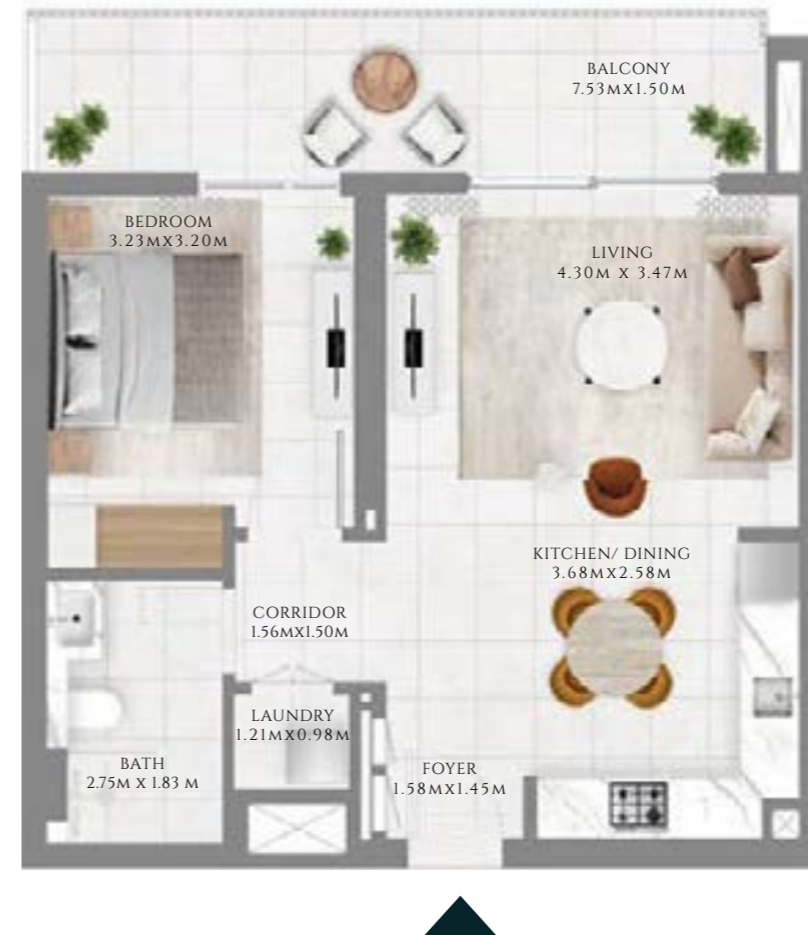 BALCONY
7.53MX1.50M
BEDROOM
3.23MX3.20M
LIVING
4.30M X 3.47M
KITCHEN/ DINING
3.68MX2.58M
CORRIDOR
1.56MX1.50M
LAUNDRY
1.21MX0.98M
BATH
2.75M X 1.83 M
FOYER
1.58MX1.45M